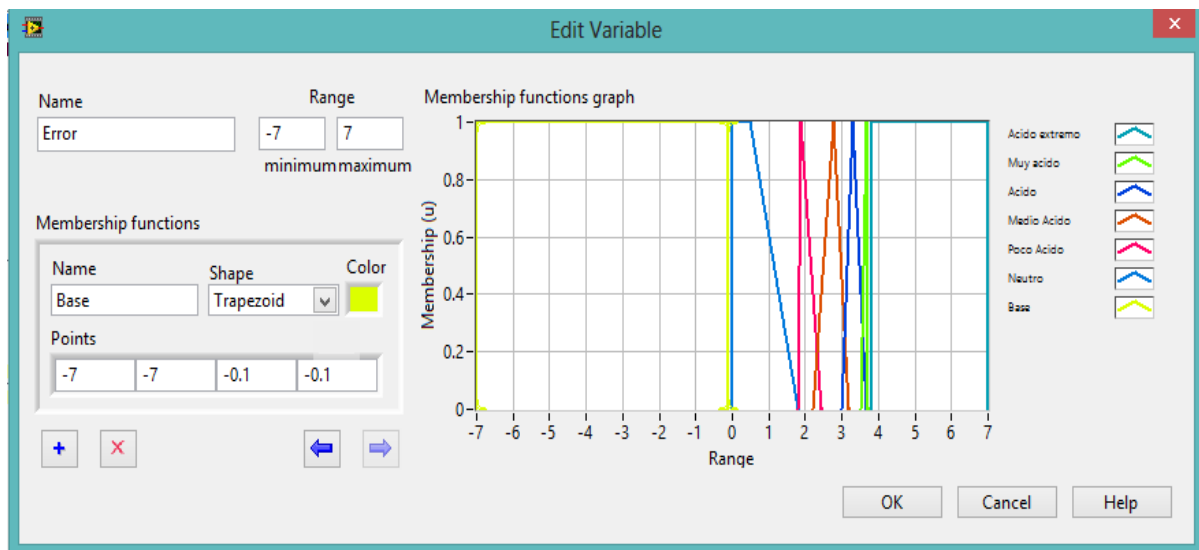 Edit Variable
Name
Range
Error
-7
7
minimum maximum
Membership functions
Name
Shape
Color
Base
Trapezoid
Points
-7
-7
-0.1
-0.1
Membership functions graph
Membership (u)
1
0.8
0.6
0.4
0.2
0
-7 -6 -5 -4 -3 -2 -1 0 1 2 3 4 5 6 7
Range
Acido extremo
Muy acido
Acido
Medio Acido
Poco Acido
Neutro
Base
OK
Cancel
Help